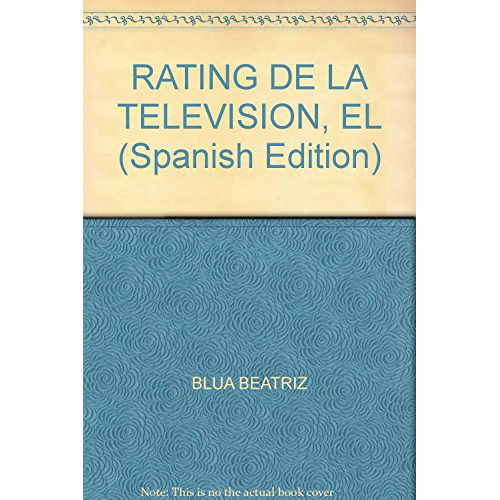 RATING DE LA
TELEVISION, EL
(Spanish Edition)
BLUA BEATRIZ
Note: This is no the actual book cover